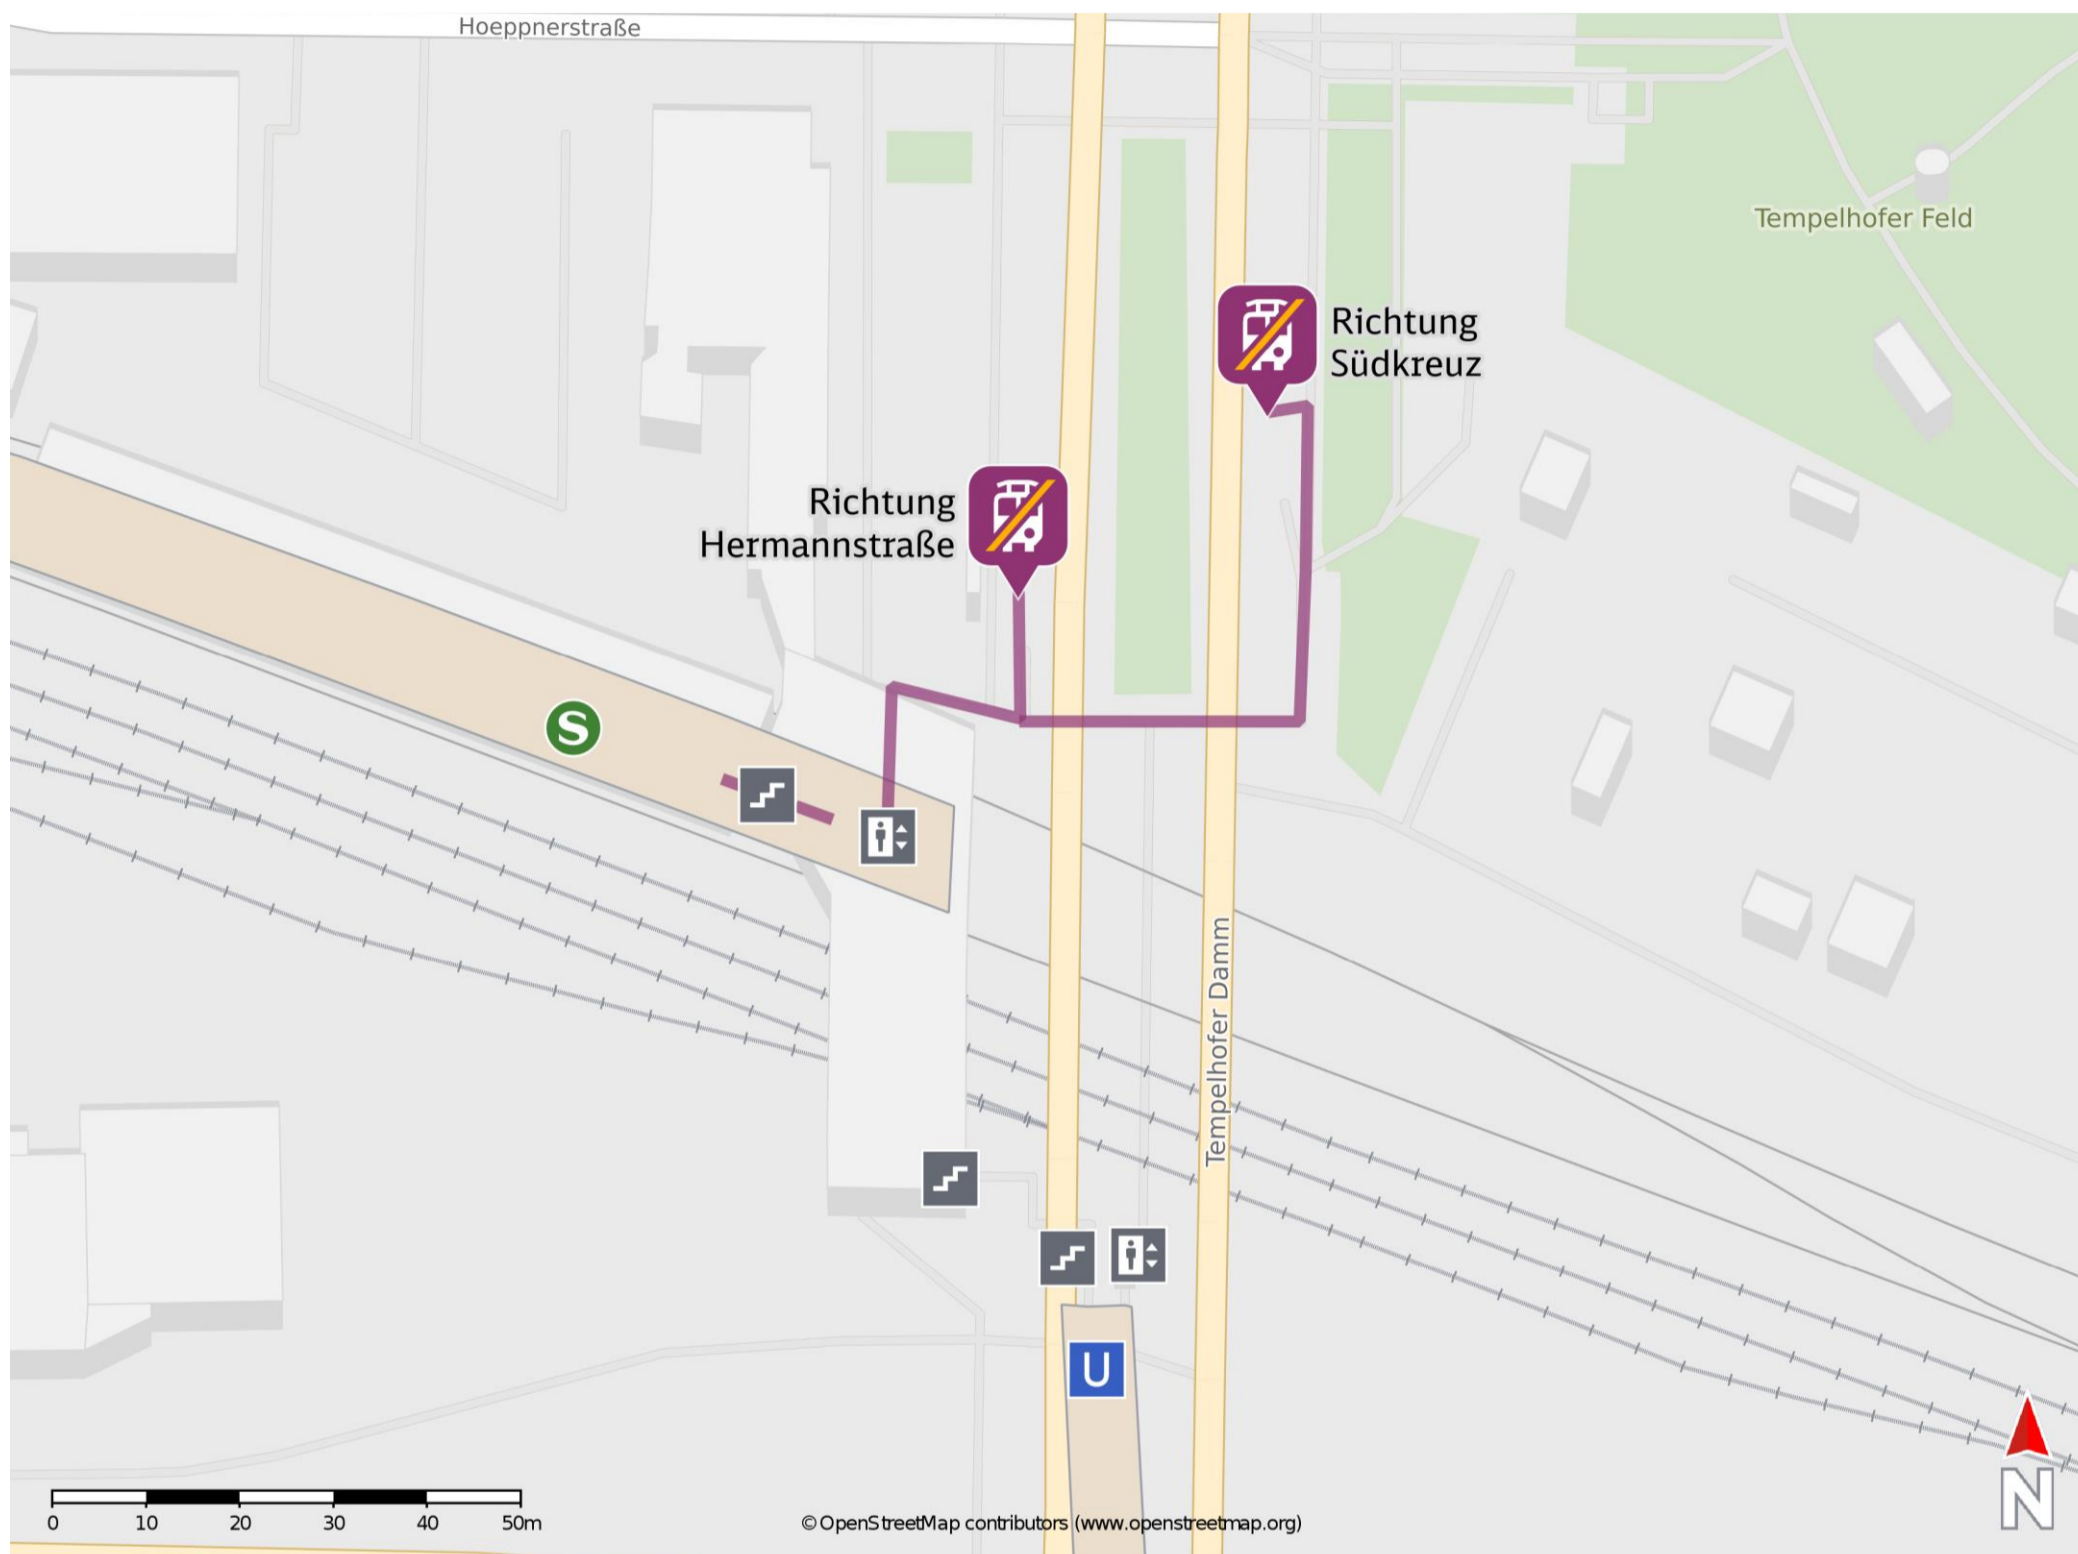 Hoeppnerstraße
Tempelhofer Feld
Richtung
Südkreuz
Richtung
Hermannstraße
S
Tempelhofer Damm
U
N
0 10 20 30 40 50m
© OpenStreetMap contributors (www.openstreetmap.org)